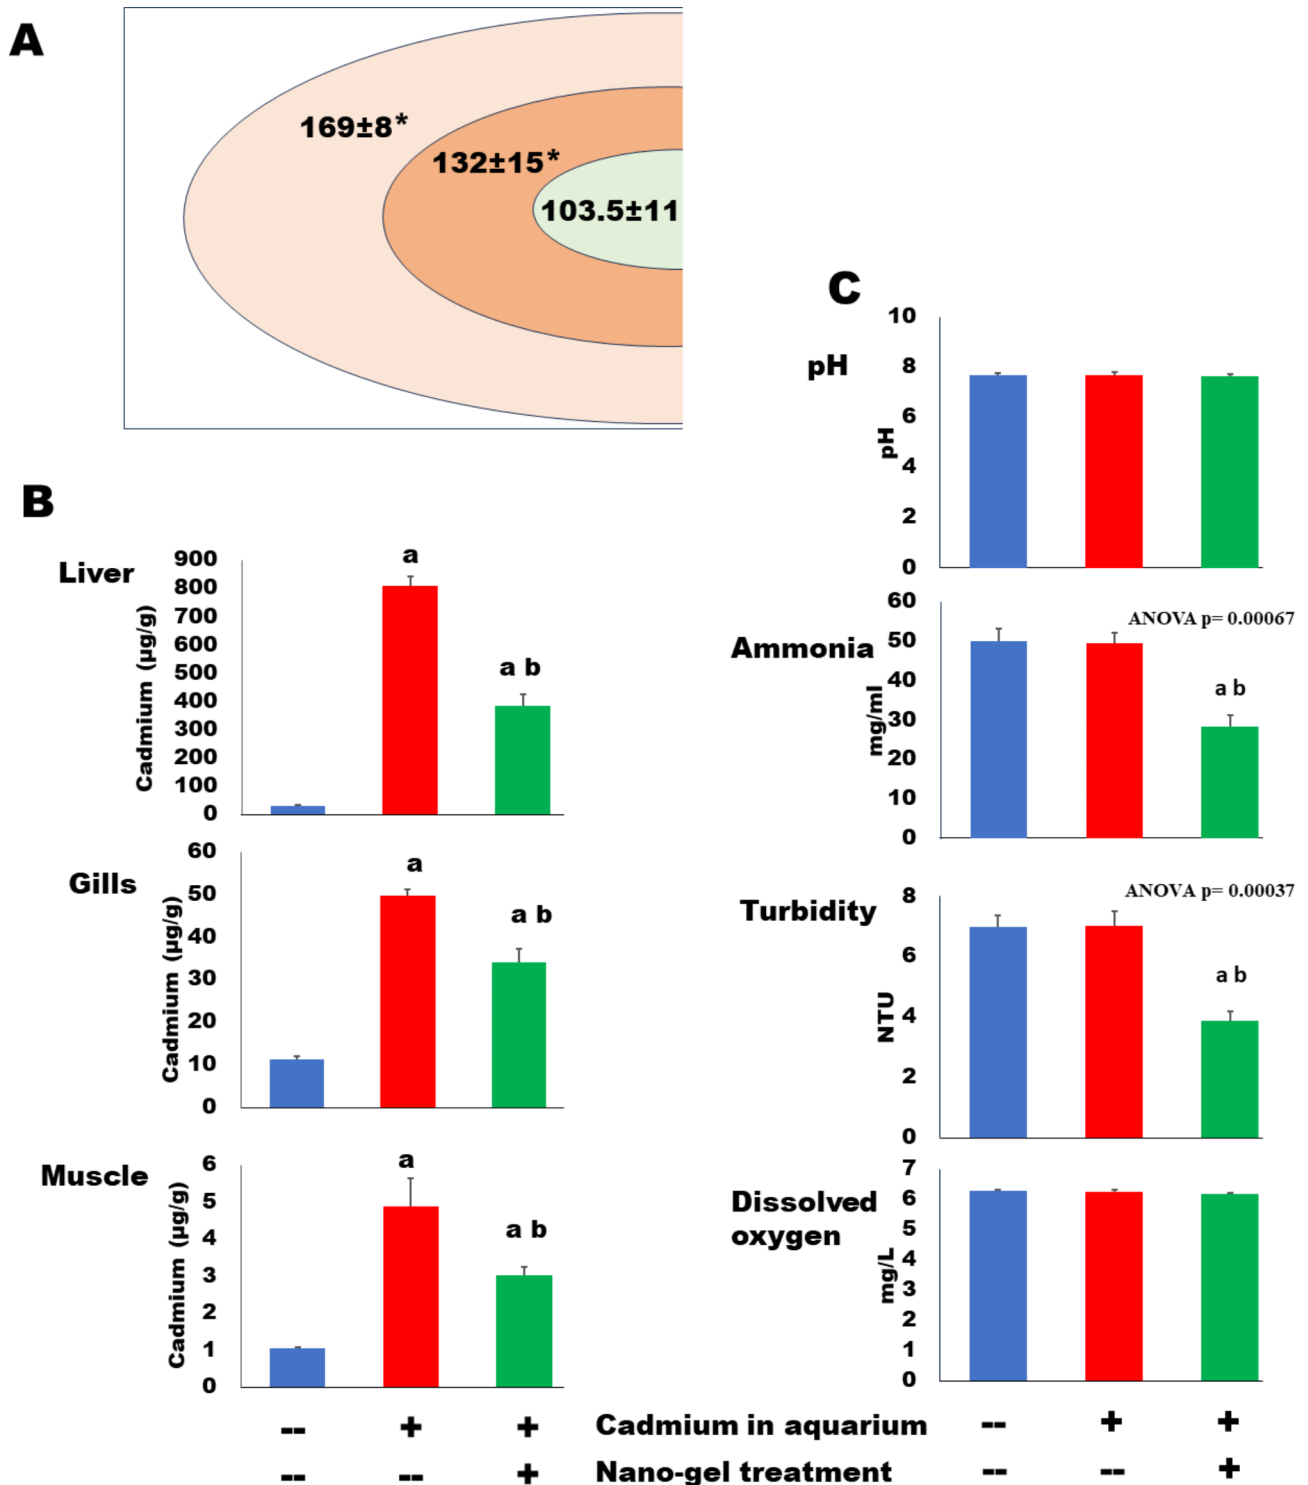 A
169±8*
132±15*
103.5±11
B
Liver
Cadmium (µg/g)
900
800
700
600
500
400
300
200
100
0
a
a b
Gills
Cadmium (µg/g)
60
50
40
30
20
10
0
a
a b
Muscle
Cadmium (µg/g)
6
5
4
3
2
1
0
a
a b
C
pH
pH
10
8
6
4
2
0
Ammonia
mg/ml
60
50
40
30
20
10
0
ANOVA p= 0.00067
a b
Turbidity
NTU
8
6
4
2
0
ANOVA p= 0.00037
a b
Dissolved
oxygen
mg/L
7
6
5
4
3
2
1
0
-- + + Cadmium in aquarium -- + +
-- -- + Nano-gel treatment -- -- +